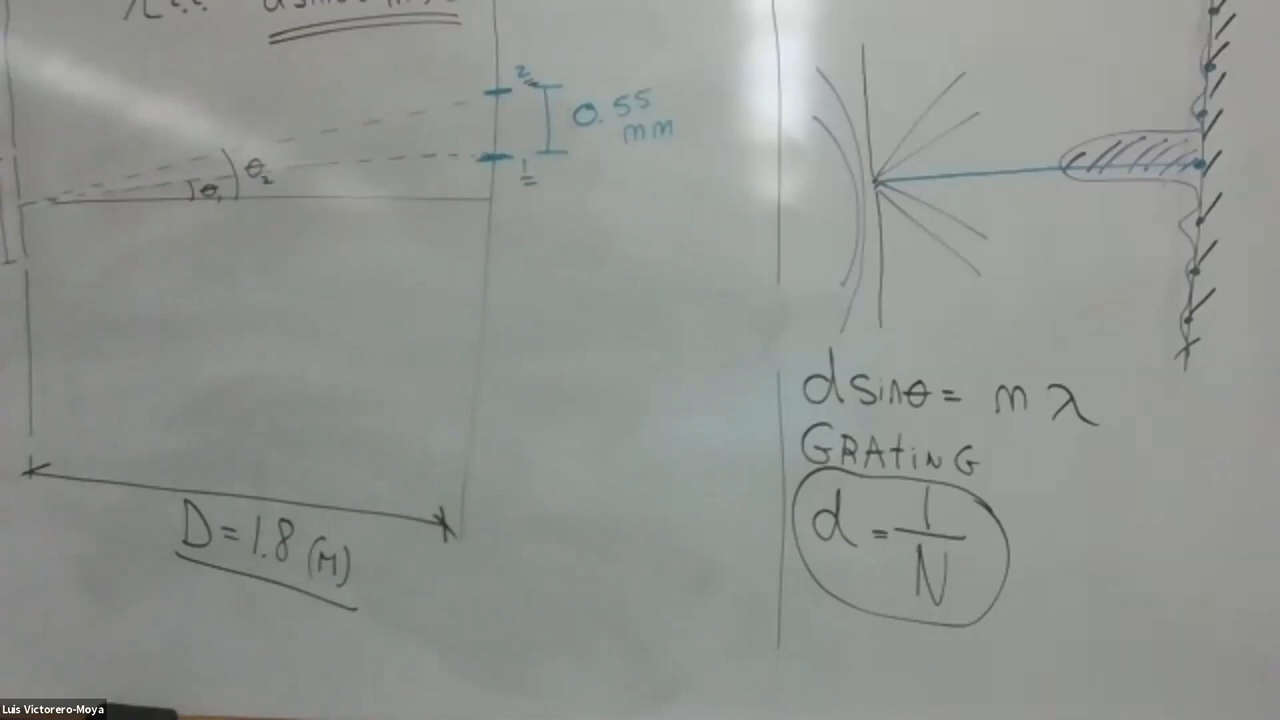 2
0.55
mm
θ₂
θ₁
1
D = 1.8 (M)
d sinθ = m λ
GRAtiNG
d = 1/N
Luis Victorero-Moya